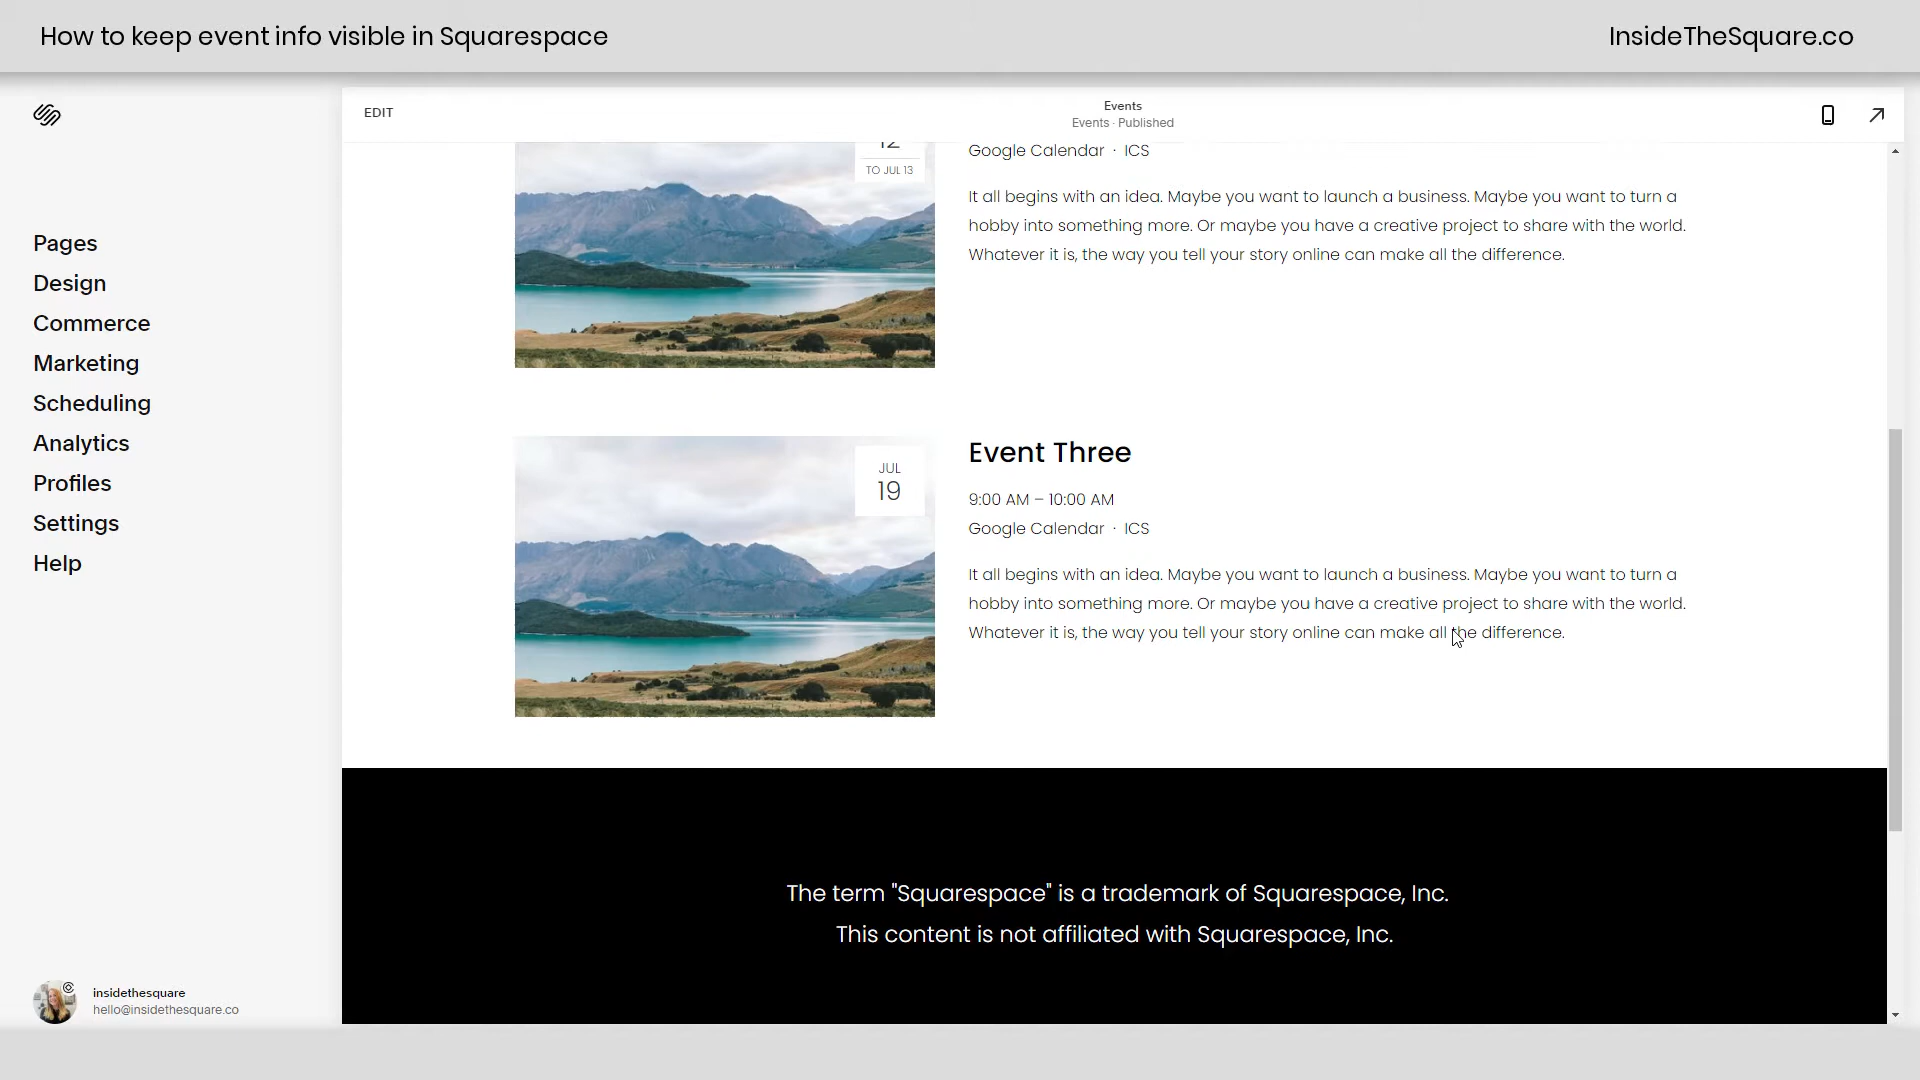 How to keep event info visible in Squarespace
InsideTheSquare.co
EDIT
Events
Events · Published
Pages
Design
Commerce
Marketing
Scheduling
Analytics
Profiles
Settings
Help
insidethesquare
hello@insidethesquare.co
12
TO JUL 13
Google Calendar · ICS
It all begins with an idea. Maybe you want to launch a business. Maybe you want to turn a
hobby into something more. Or maybe you have a creative project to share with the world.
Whatever it is, the way you tell your story online can make all the difference.
JUL
19
Event Three
9:00 AM – 10:00 AM
Google Calendar · ICS
It all begins with an idea. Maybe you want to launch a business. Maybe you want to turn a
hobby into something more. Or maybe you have a creative project to share with the world.
Whatever it is, the way you tell your story online can make all the difference.
The term "Squarespace" is a trademark of Squarespace, Inc.
This content is not affiliated with Squarespace, Inc.